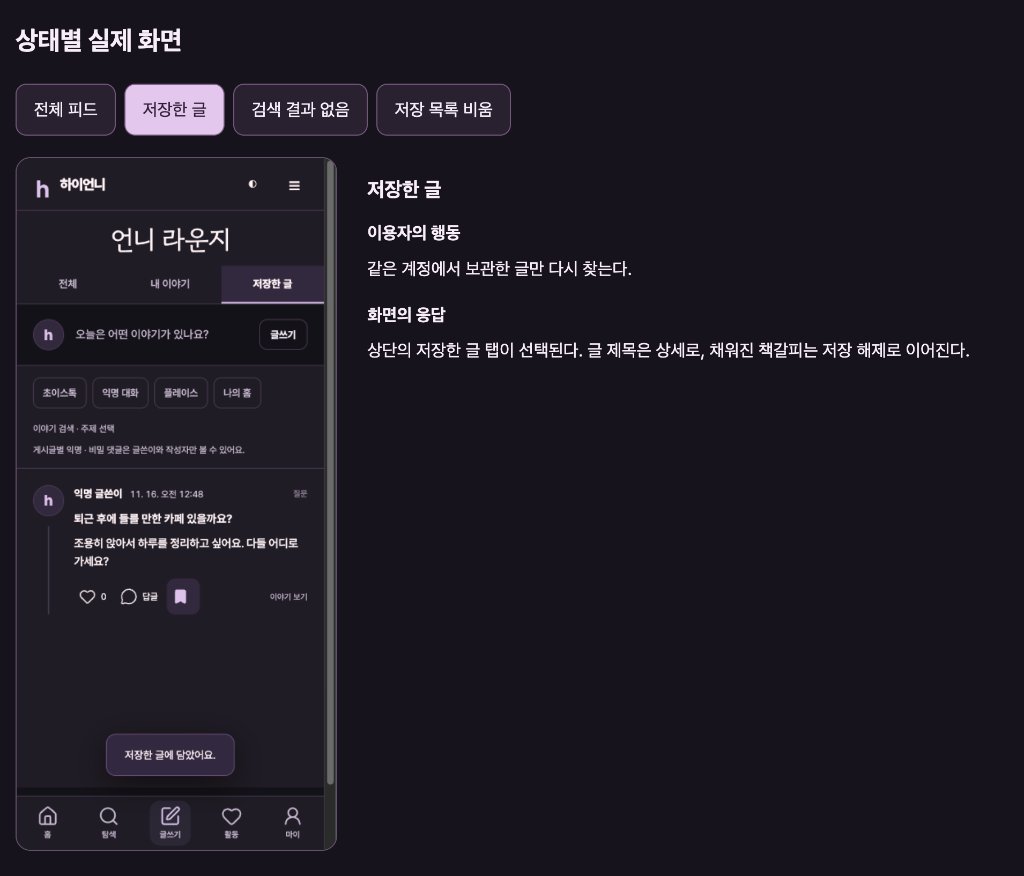 상태별 실제 화면
전체 피드
저장한 글
검색 결과 없음
저장 목록 비움
h 하이언니
언니 라운지
전체
내 이야기
저장한 글
h 오늘은 어떤 이야기가 있나요?
글쓰기
초이스톡
익명 대화
플레이스
나의 홈
이야기 검색 · 주제 선택
게시글별 익명 · 비밀 댓글은 글쓴이와 작성자만 볼 수 있어요.
h 익명 글쓴이 11. 16. 오전 12:48 질문
퇴근 후에 들를 만한 카페 있을까요?
조용히 앉아서 하루를 정리하고 싶어요. 다들 어디로
가세요?
0 답글 이야기 보기
저장한 글에 담았어요.
홈
탐색
글쓰기
활동
마이
저장한 글
이용자의 행동
같은 계정에서 보관한 글만 다시 찾는다.
화면의 응답
상단의 저장한 글 탭이 선택된다. 글 제목은 상세로, 채워진 책갈피는 저장 해제로 이어진다.